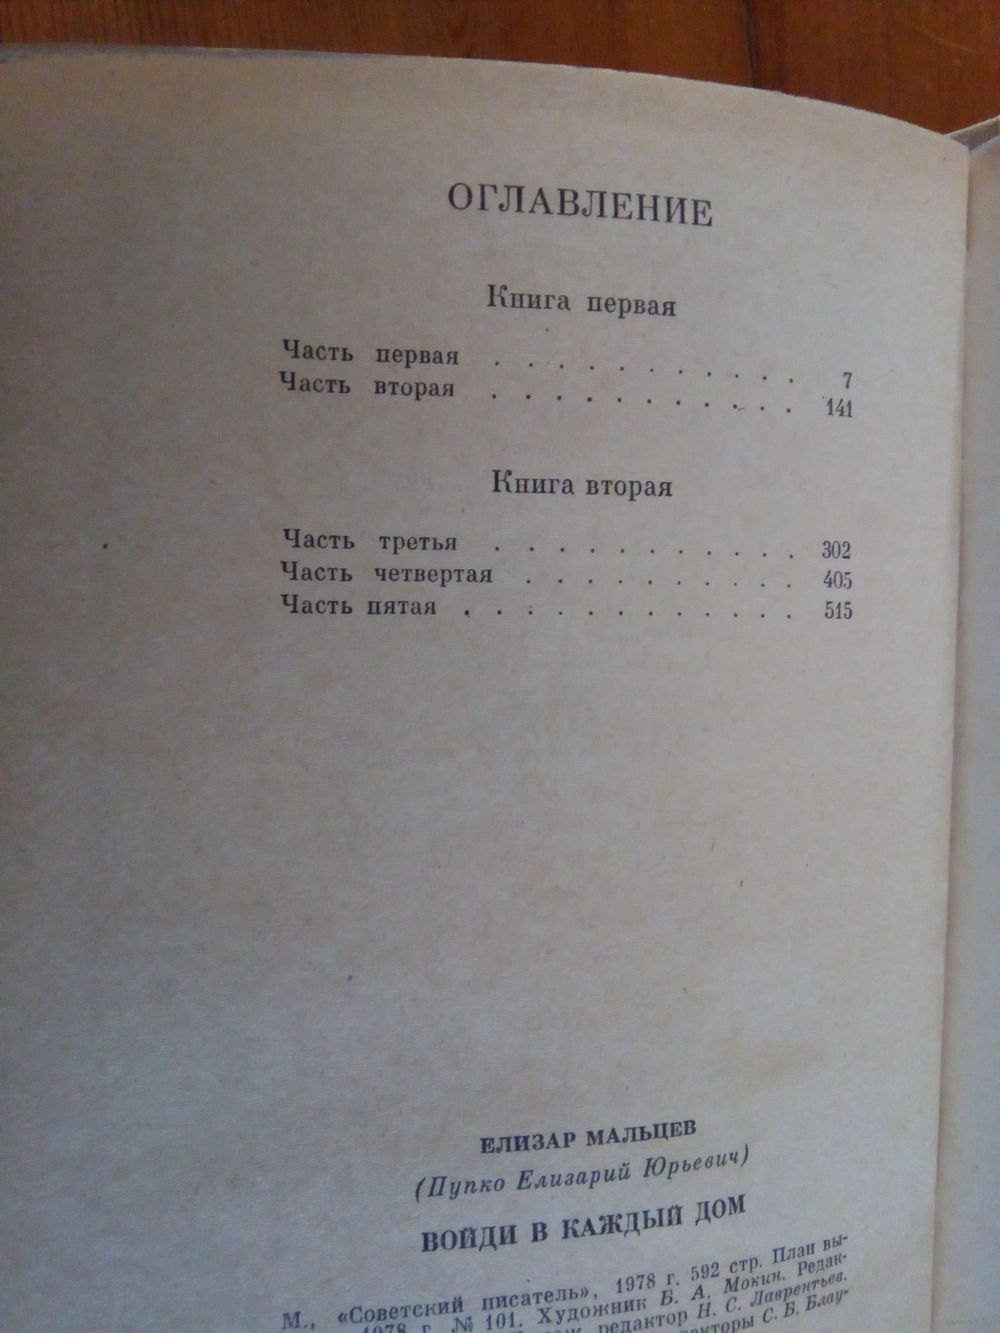 ОГЛАВЛЕНИЕ
Книга первая
Часть первая . . . . . . . . . . . 7
Часть вторая . . . . . . . . . . . 141
Книга вторая
Часть третья . . . . . . . . . . . 302
Часть четвертая . . . . . . . . . . 405
Часть пятая . . . . . . . . . . . . 515
ЕЛИЗАР МАЛЬЦЕВ
(Пупко Елизарий Юрьевич)
ВОЙДИ В КАЖДЫЙ ДОМ
М., «Советский писатель», 1978 г. 592 стр. План вы-
1978 г. № 101. Художник Б. А. Мокин. Редак-
редактор Н. С. Лаврентьев.
С. Б. Блау-